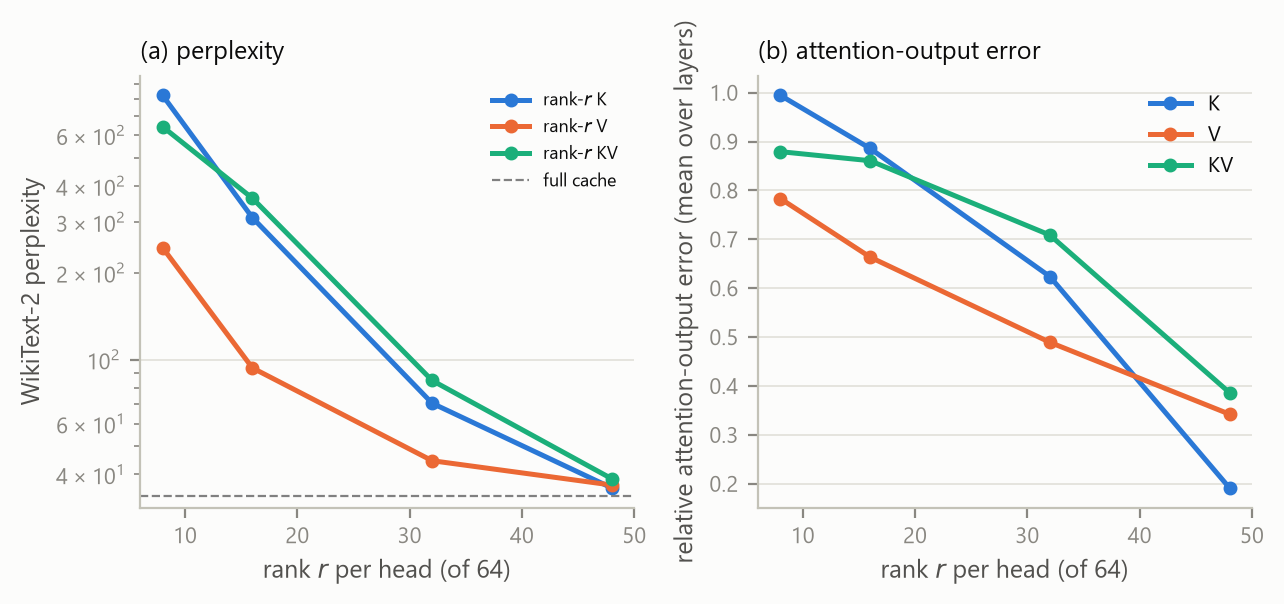 (a) perplexity
WikiText-2 perplexity
6 × 10²
4 × 10²
3 × 10²
2 × 10²
10²
6 × 10¹
4 × 10¹
rank-r K
rank-r V
rank-r KV
full cache
10 20 30 40 50
rank r per head (of 64)
(b) attention-output error
relative attention-output error (mean over layers)
1.0
0.9
0.8
0.7
0.6
0.5
0.4
0.3
0.2
K
V
KV
10 20 30 40 50
rank r per head (of 64)